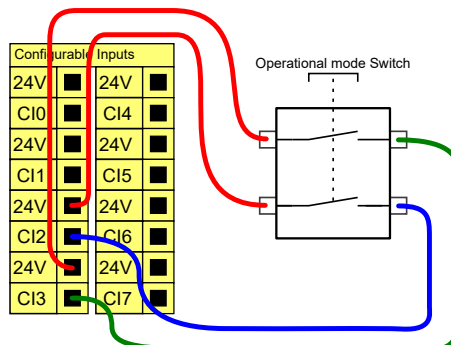 Configurable Inputs
Operational mode Switch
24V 24V
CI0 CI4
24V 24V
CI1 CI5
24V 24V
CI2 CI6
24V 24V
CI3 CI7